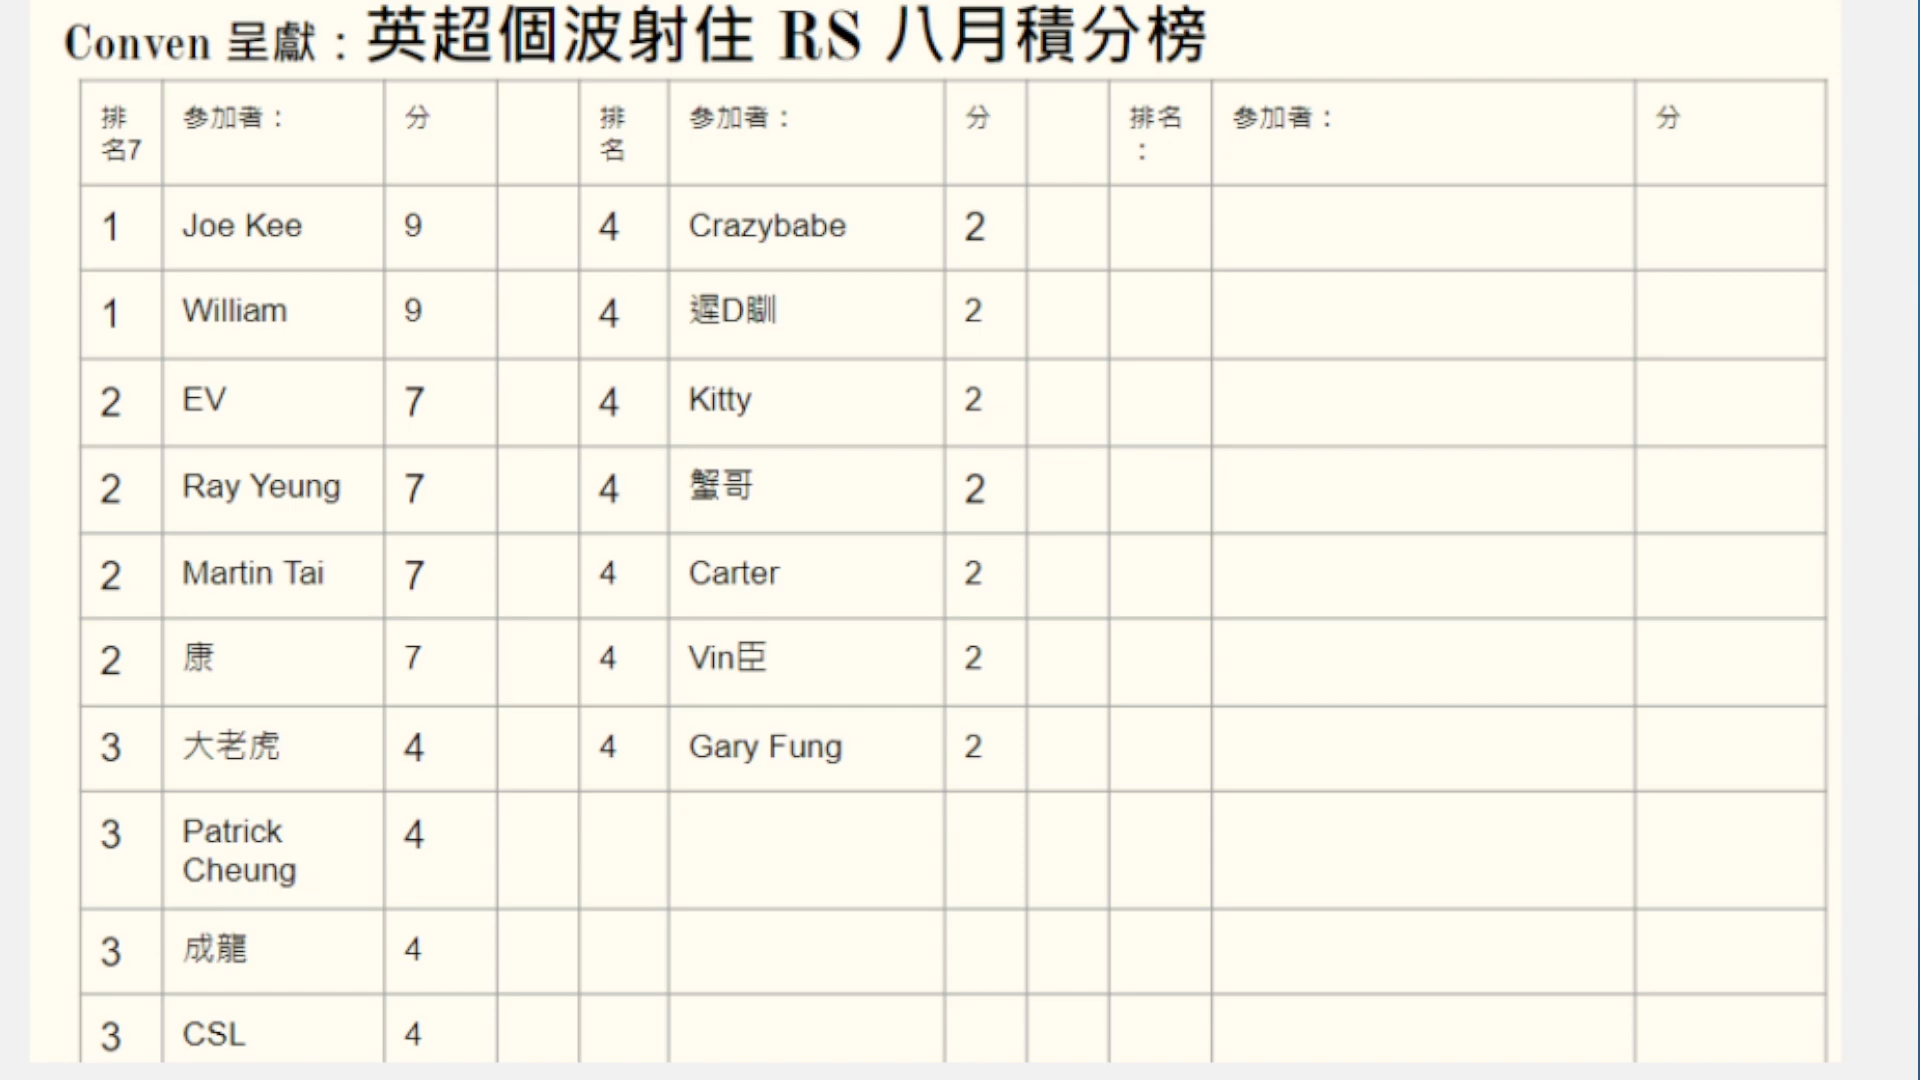 Conven 呈獻：英超個波射住 RS 八月積分榜
排名7 參加者： 分 排名 參加者： 分 排名： 參加者： 分
1 Joe Kee 9 4 Crazybabe 2
1 William 9 4 遲D瞓 2
2 EV 7 4 Kitty 2
2 Ray Yeung 7 4 蟹哥 2
2 Martin Tai 7 4 Carter 2
2 康 7 4 Vin臣 2
3 大老虎 4 4 Gary Fung 2
3 Patrick Cheung 4
3 成龍 4
3 CSL 4